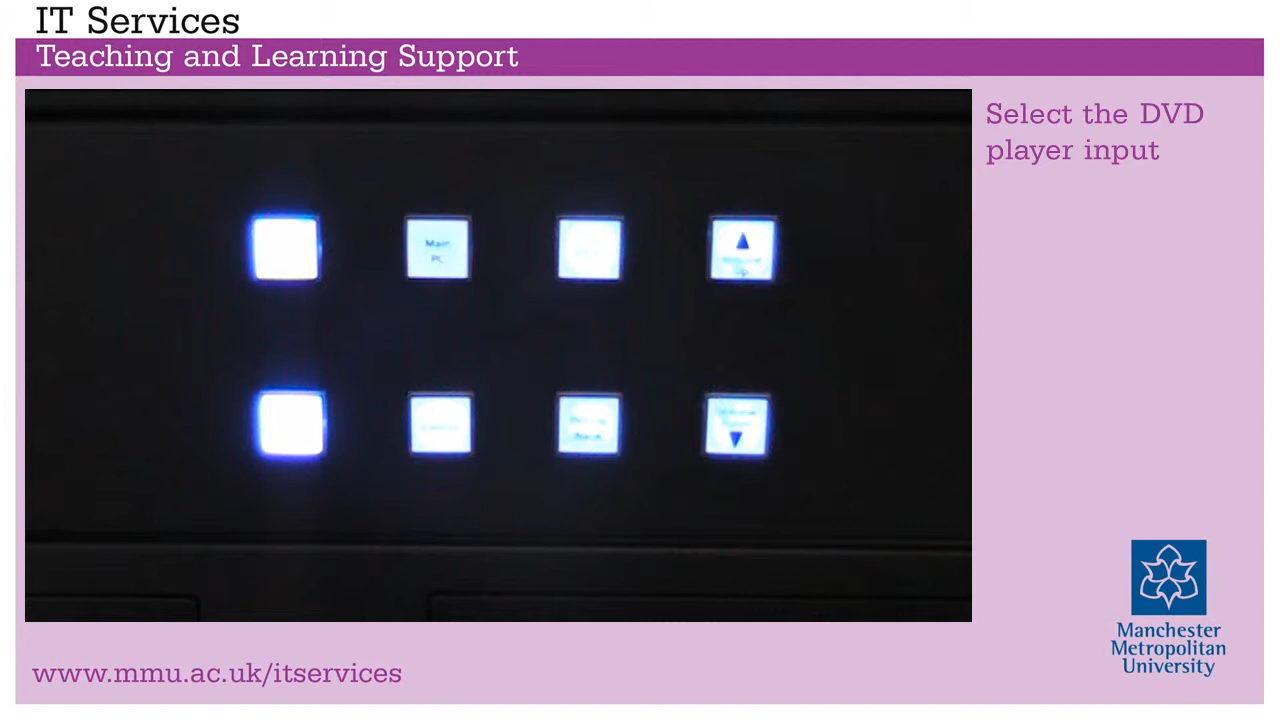 IT Services
Teaching and Learning Support
Select the DVD
player input
Main
PC
www.mmu.ac.uk/itservices
Manchester
Metropolitan
University